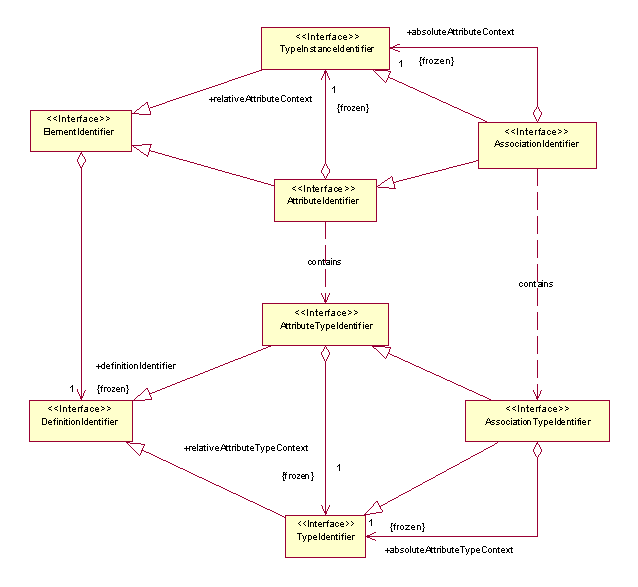 <<Interface>>
TypeInstanceIdentifier
+absoluteAttributeContext
1
{frozen}
+relativeAttributeContext
1
{frozen}
<<Interface>>
ElementIdentifier
<<Interface>>
AssociationIdentifier
<<Interface>>
AttributeIdentifier
contains
contains
<<Interface>>
AttributeTypeIdentifier
+definitionIdentifier
1
{frozen}
<<Interface>>
DefinitionIdentifier
<<Interface>>
AssociationTypeIdentifier
+relativeAttributeTypeContext
{frozen}
1
<<Interface>>
TypeIdentifier
1
{frozen}
+absoluteAttributeTypeContext